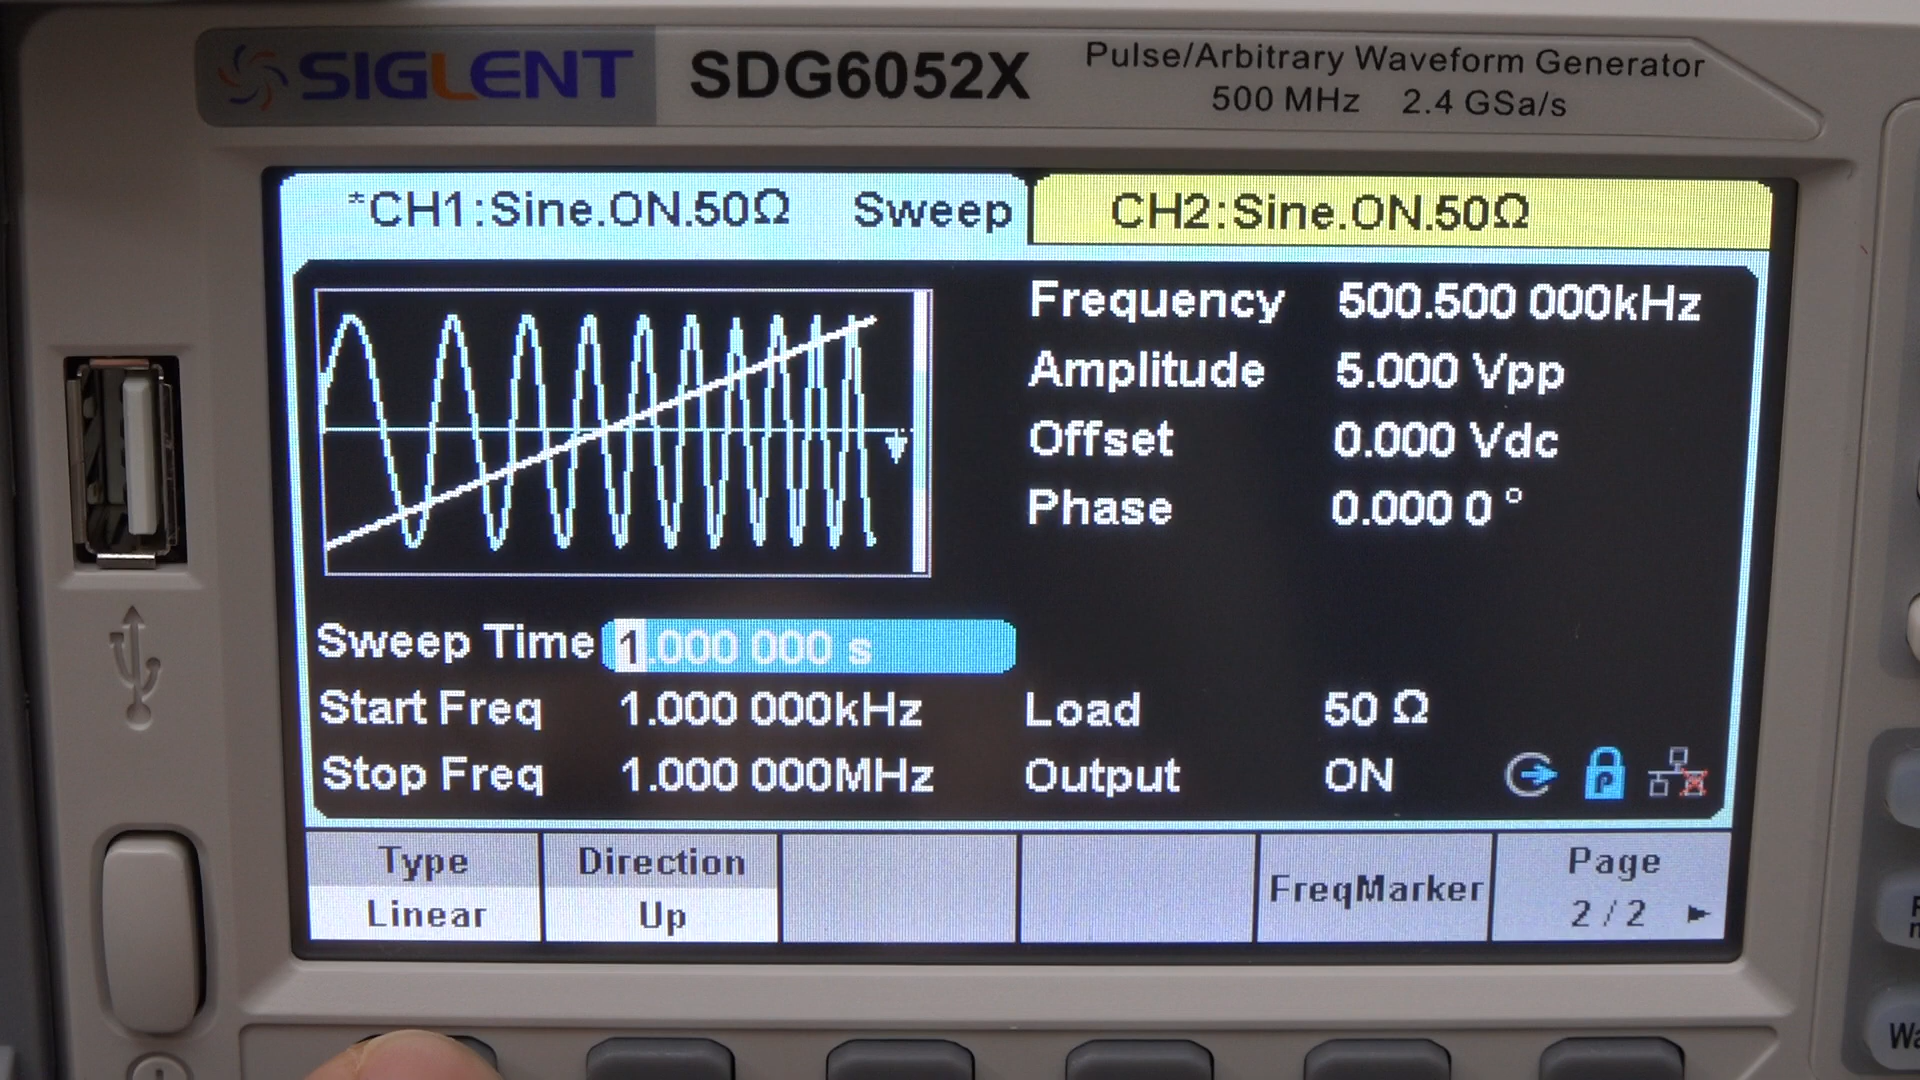 SIGLENT SDG6052X Pulse/Arbitrary Waveform Generator
500 MHz 2.4 GSa/s
*CH1:Sine.ON.50Ω Sweep CH2:Sine.ON.50Ω
Frequency 500.500 000kHz
Amplitude 5.000 Vpp
Offset 0.000 Vdc
Phase 0.000 0 °
Sweep Time 1.000 000 s
Start Freq 1.000 000kHz Load 50 Ω
Stop Freq 1.000 000MHz Output ON
P
Type Direction FreqMarker Page
Linear Up 2 / 2 ►